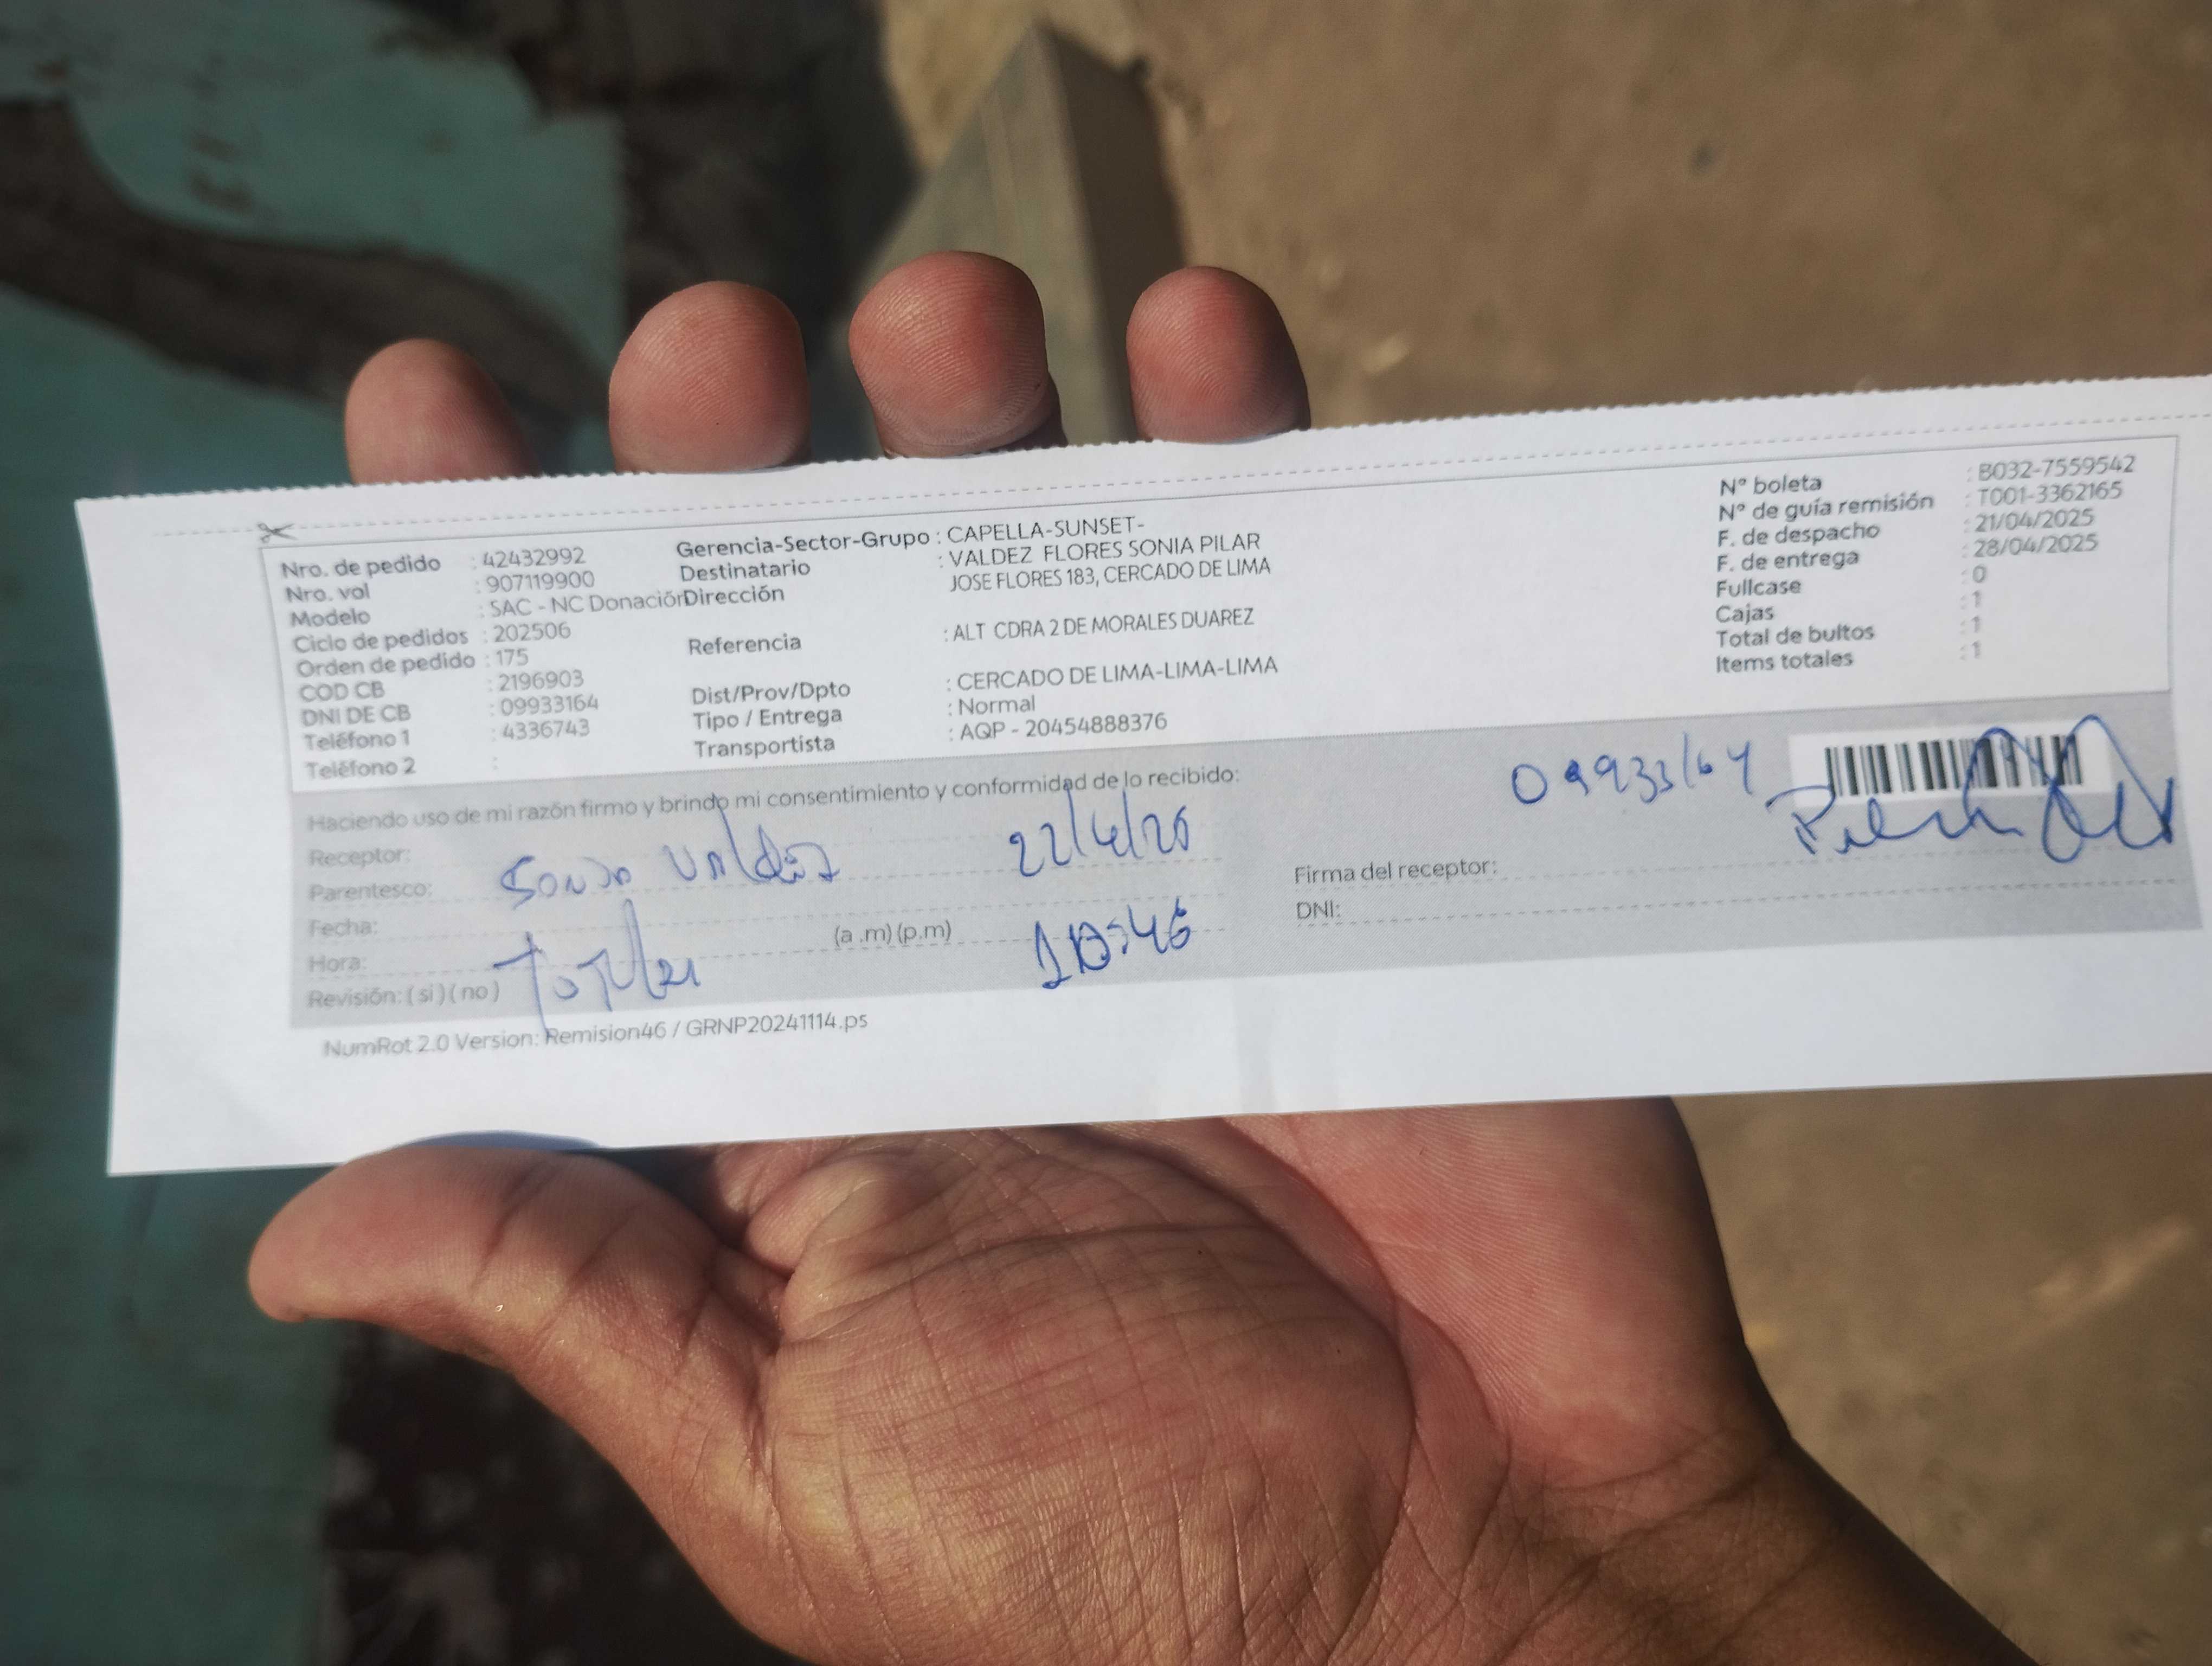 Nro. de pedido : 42432992
Nro. vol : 907119900
Modelo : SAC - NC Donación
Ciclo de pedidos : 202506
Orden de pedido : 175
COD CB : 2196903
DNI DE CB : 09933164
Teléfono 1 : 4336743
Teléfono 2 :
Gerencia-Sector-Grupo : CAPELLA-SUNSET-
Destinatario : VALDEZ FLORES SONIA PILAR
Dirección JOSE FLORES 183, CERCADO DE LIMA
Referencia : ALT CDRA 2 DE MORALES DUAREZ
Dist/Prov/Dpto : CERCADO DE LIMA-LIMA-LIMA
Tipo / Entrega : Normal
Transportista : AQP - 20454888376
N° boleta : B032-7559542
N° de guía remisión : T001-3362165
F. de despacho : 21/04/2025
F. de entrega : 28/04/2025
Fullcase : 0
Cajas : 1
Total de bultos : 1
Items totales : 1
Haciendo uso de mi razón firmo y brindo mi consentimiento y conformidad de lo recibido:
Receptor:
Parentesco: Valdez 22/4/25
Fecha:
Hora: (a .m) (p.m) 10:46
Revisión: ( si ) ( no )
09933164
Firma del receptor:
DNI:
NumRot 2.0 Version: Remision46 / GRNP20241114.ps